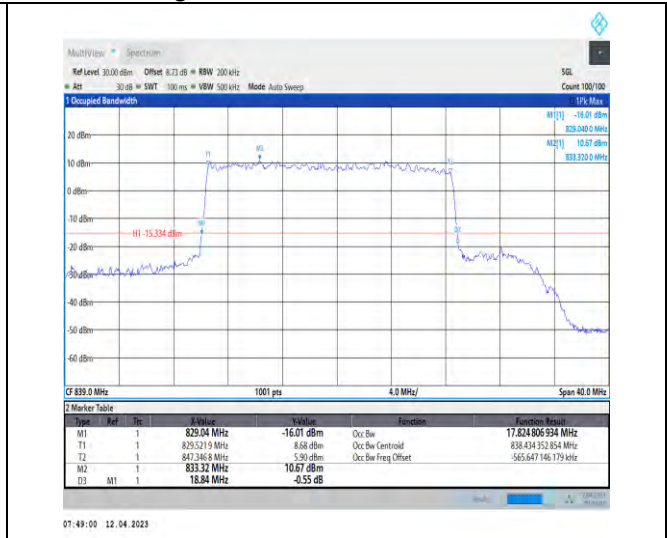 MultiView Spectrum
Ref Level 30.00 dBm Offset 8.73 dB RBW 200 kHz SGL
Att 30 dB SWT 100 ms VBW 500 kHz Mode Auto Sweep Count 100/100
1 Occupied Bandwidth 1Pk Max
M1[1] -16.01 dBm
829.040 0 MHz
M2[1] 10.67 dBm
833.320 0 MHz
20 dBm
M2
T1
10 dBm
0 dBm
-10 dBm
H1 -15.334 dBm
-20 dBm
-30 dBm
-40 dBm
-50 dBm
-60 dBm
CF 839.0 MHz 1001 pts 4.0 MHz/ Span 40.0 MHz
2 Marker Table
Type Ref Trc X-Value Y-Value Function Function Result
M1 1 829.04 MHz -16.01 dBm Occ Bw 17.824 806 934 MHz
T1 1 829.521 9 MHz 8.68 dBm Occ Bw Centroid 838.434 352 854 MHz
T2 1 847.346 8 MHz 5.90 dBm Occ Bw Freq Offset -565.647 146 179 kHz
M2 1 833.32 MHz 10.67 dBm
D3 M1 1 18.84 MHz -0.55 dB
07:49:00 12.04.2023